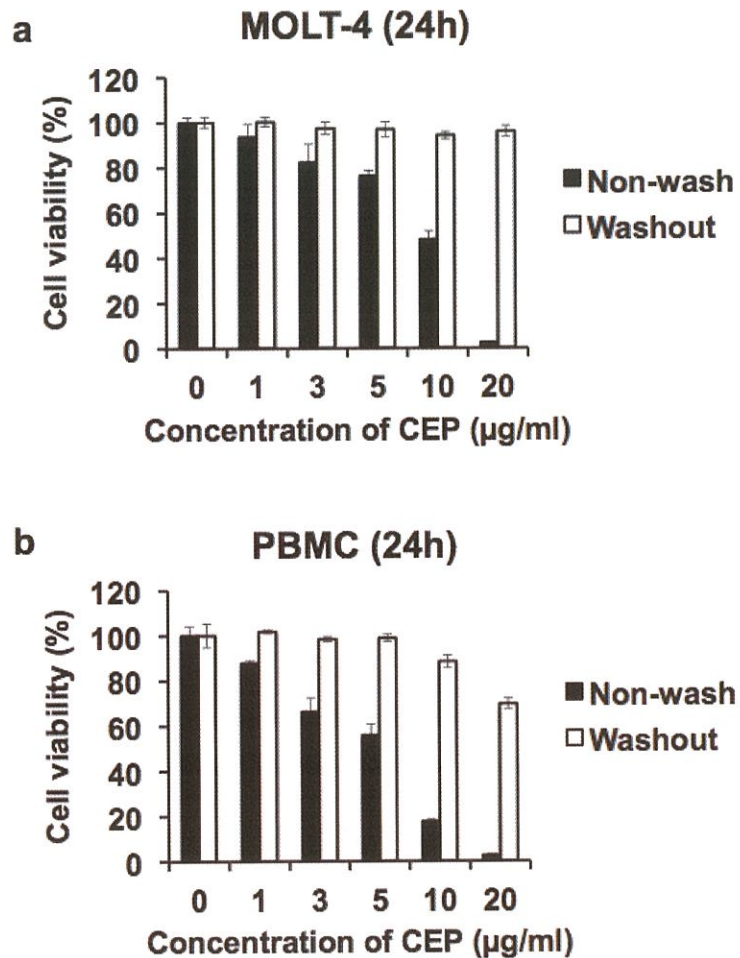 a
MOLT-4 (24h)
Cell viability (%)
120
100
80
60
40
20
0
0 1 3 5 10 20
Concentration of CEP (µg/ml)
Non-wash
Washout
b
PBMC (24h)
Cell viability (%)
120
100
80
60
40
20
0
0 1 3 5 10 20
Concentration of CEP (µg/ml)
Non-wash
Washout